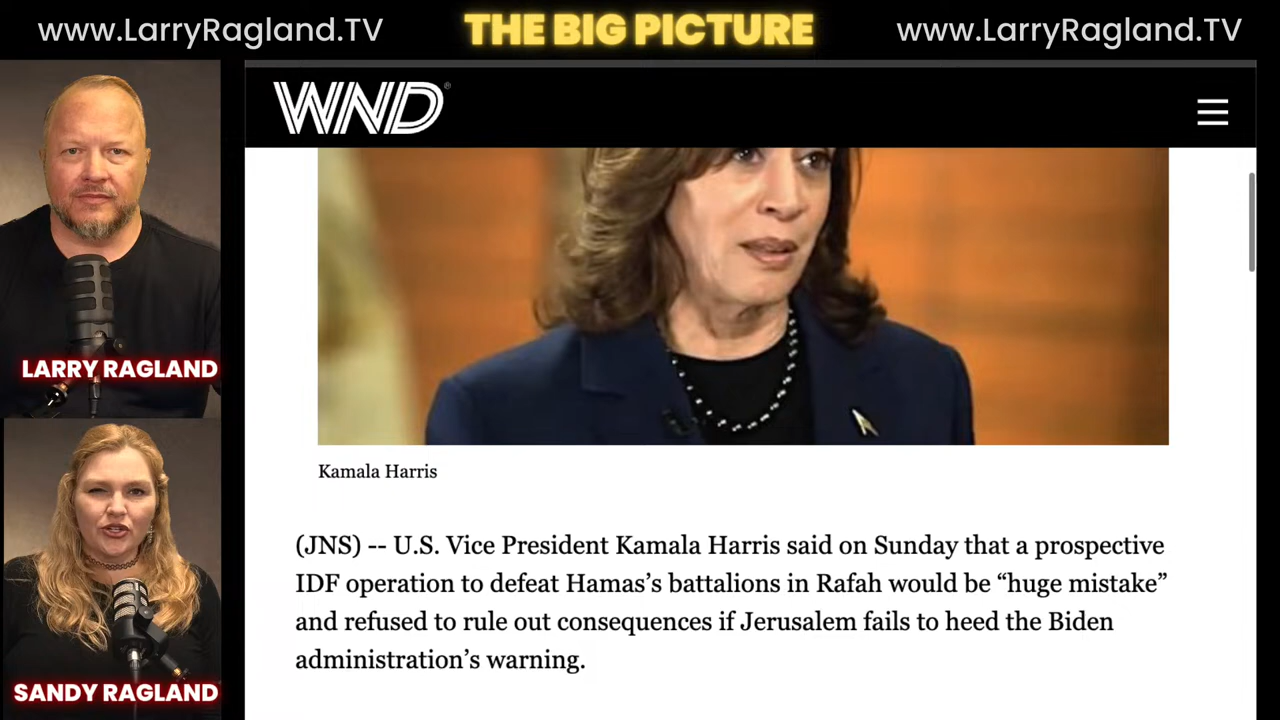 www.LarryRagland.TV
THE BIG PICTURE
www.LarryRagland.TV
WND®
LARRY RAGLAND
SANDY RAGLAND
Kamala Harris
(JNS) -- U.S. Vice President Kamala Harris said on Sunday that a prospective
IDF operation to defeat Hamas’s battalions in Rafah would be “huge mistake”
and refused to rule out consequences if Jerusalem fails to heed the Biden
administration’s warning.